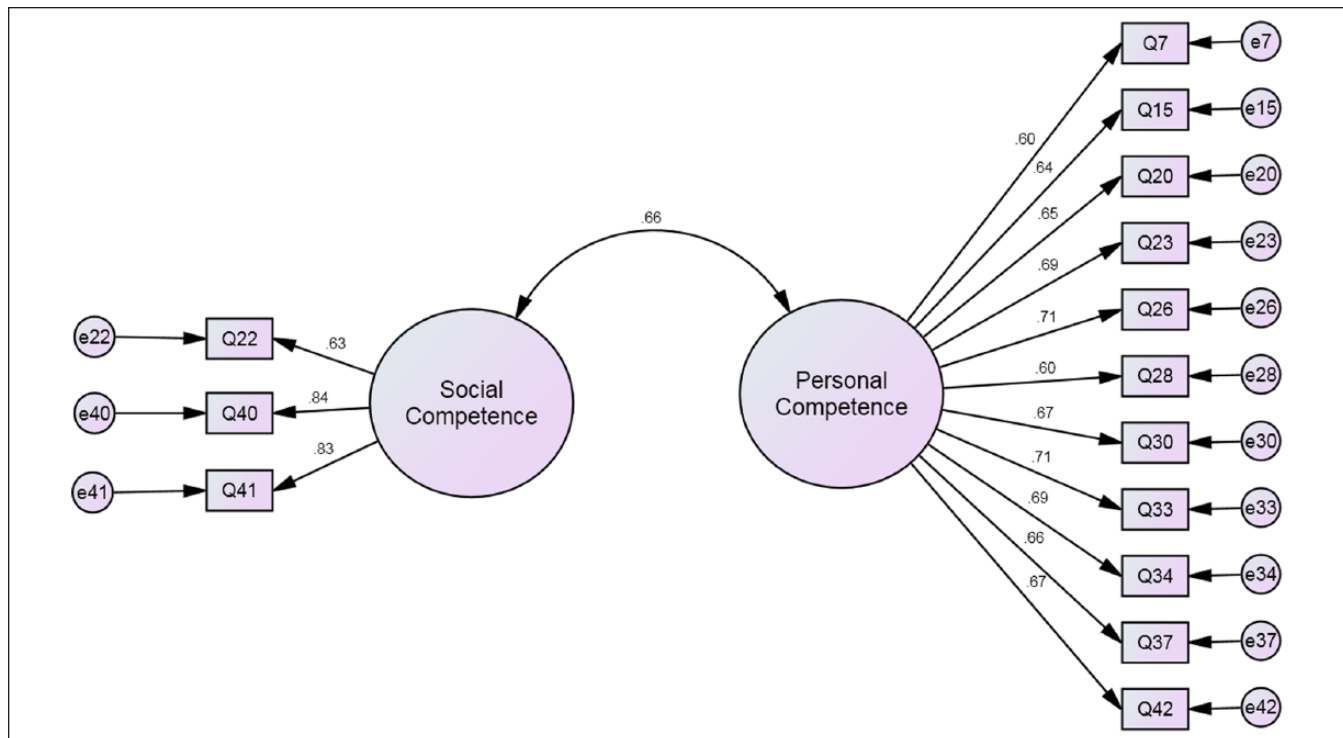 .66
e22
Q22
.63
e40
Q40
.84
e41
Q41
.83
Social
Competence
Personal
Competence
.60
Q7
e7
.64
Q15
e15
.65
Q20
e20
.69
Q23
e23
.71
Q26
e26
.60
Q28
e28
.67
Q30
e30
.71
Q33
e33
.69
Q34
e34
.66
Q37
e37
.67
Q42
e42